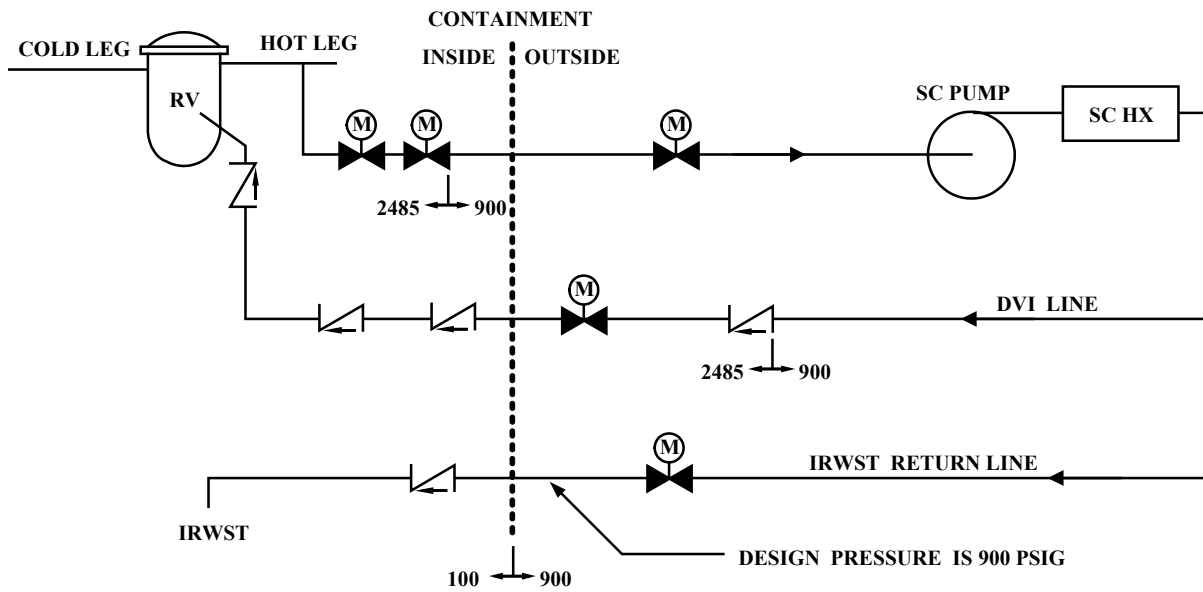 CONTAINMENT
COLD LEG
HOT LEG
INSIDE
OUTSIDE
RV
SC PUMP
SC HX
M
M
M
2485
900
M
DVI LINE
2485
900
M
IRWST RETURN LINE
IRWST
DESIGN PRESSURE IS 900 PSIG
100
900